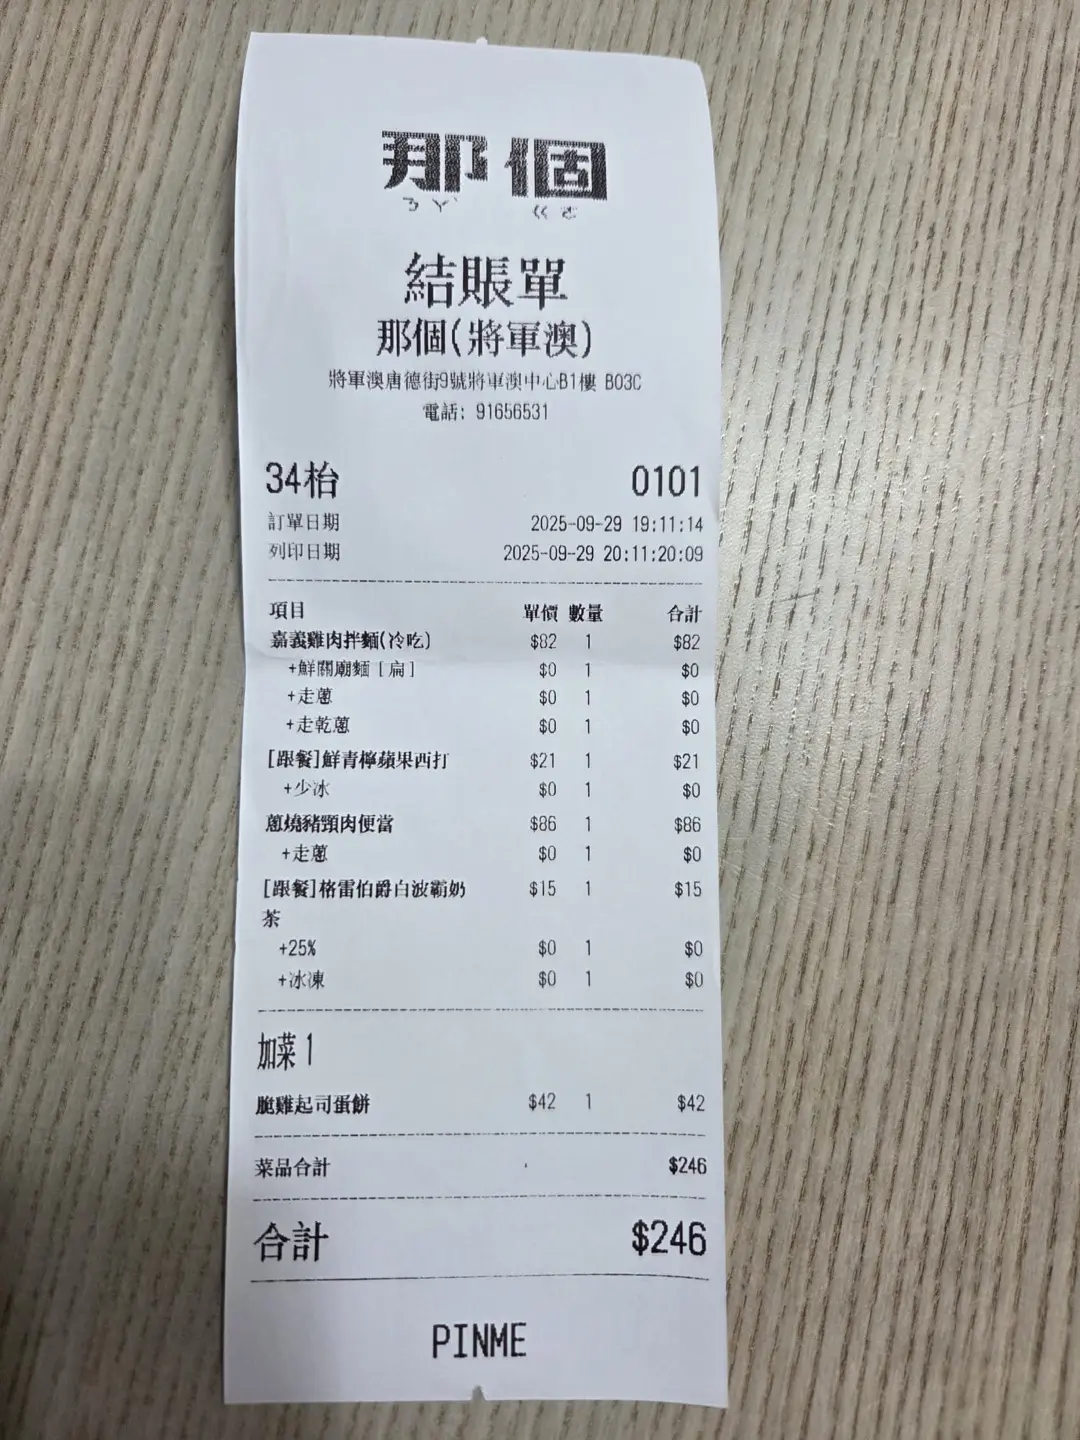 那個
ㄋㄚˋ ㄍㄜ
結賬單
那個(將軍澳)
將軍澳唐德街9號將軍澳中心B1樓 B03C
電話: 91656531
34枱 0101
訂單日期 2025-09-29 19:11:14
列印日期 2025-09-29 20:11:20:09
項目 單價 數量 合計
嘉義雞肉拌麵(冷吃) $82 1 $82
+鮮關廟麵[扁] $0 1 $0
+走蔥 $0 1 $0
+走乾蔥 $0 1 $0
[跟餐]鮮青檸蘋果西打 $21 1 $21
+少冰 $0 1 $0
蔥燒豬頸肉便當 $86 1 $86
+走蔥 $0 1 $0
[跟餐]格雷伯爵白波霸奶 $15 1 $15
茶
+25% $0 1 $0
+冰凍 $0 1 $0
加菜 1
脆雞起司蛋餅 $42 1 $42
菜品合計 $246
合計 $246
PINME